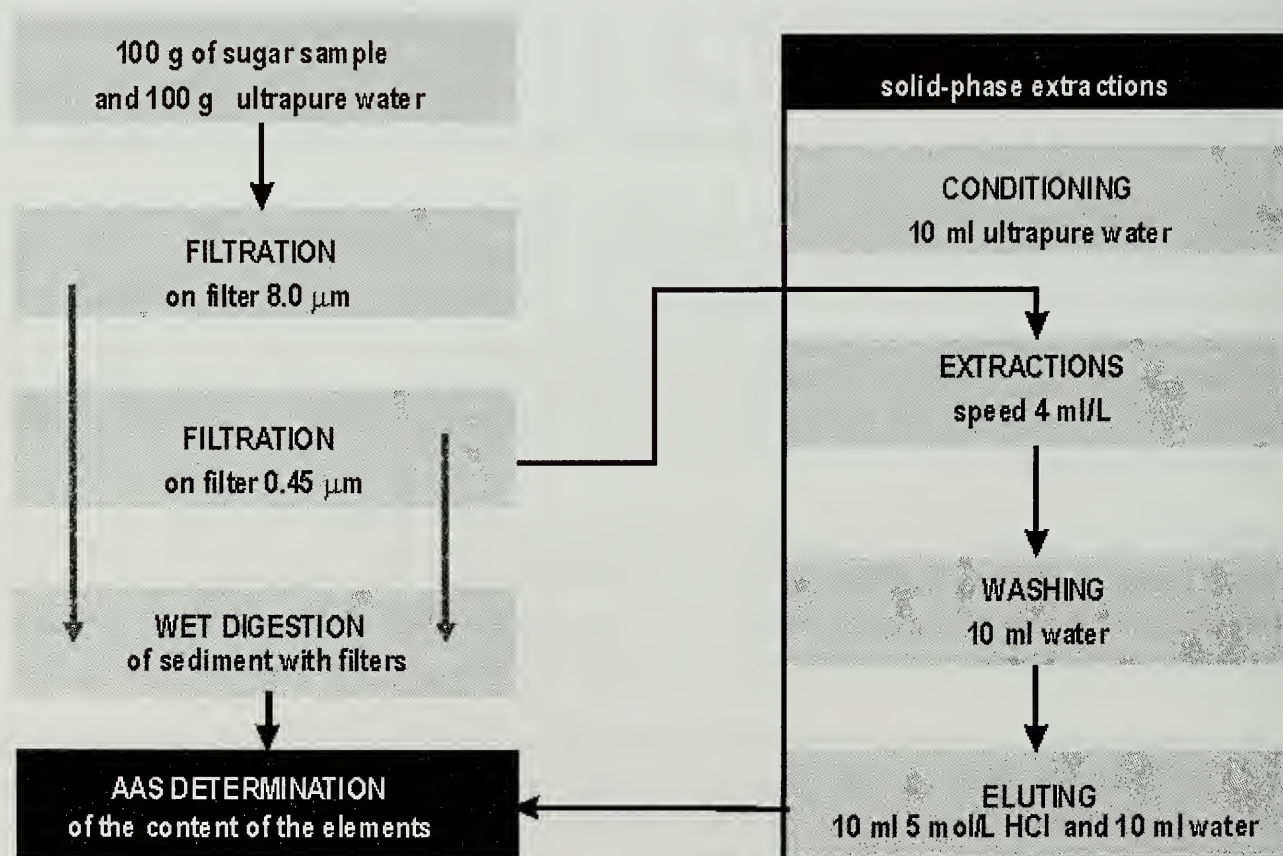 100 g of sugar sample
and 100 g ultrapure water
FILTRATION
on filter 8.0 µm
FILTRATION
on filter 0.45 µm
WET DIGESTION
of sediment with filters
AAS DETERMINATION
of the content of the elements
solid-phase extractions
CONDITIONING
10 ml ultrapure water
EXTRACTIONS
speed 4 ml/L
WASHING
10 ml water
ELUTING
10 ml 5 mol/L HCl and 10 ml water